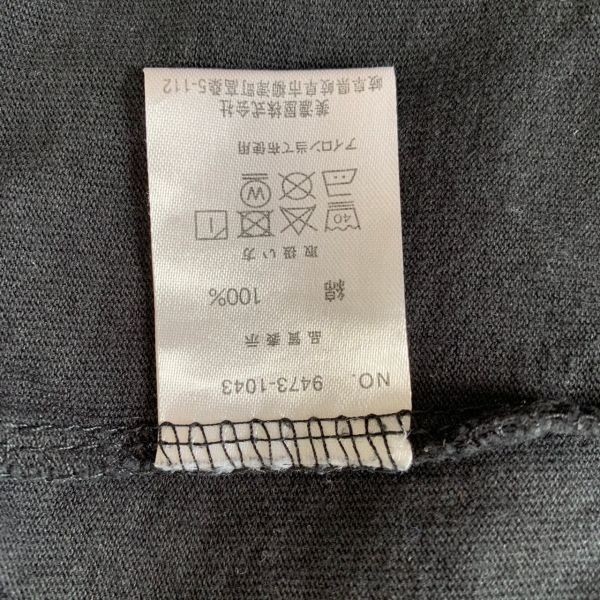 NO. 9473-1043
品質表示
綿 100%
取扱い方
40
W
アイロン当て布使用
美濃屋株式会社
岐阜県岐阜市柳津町高桑5-112